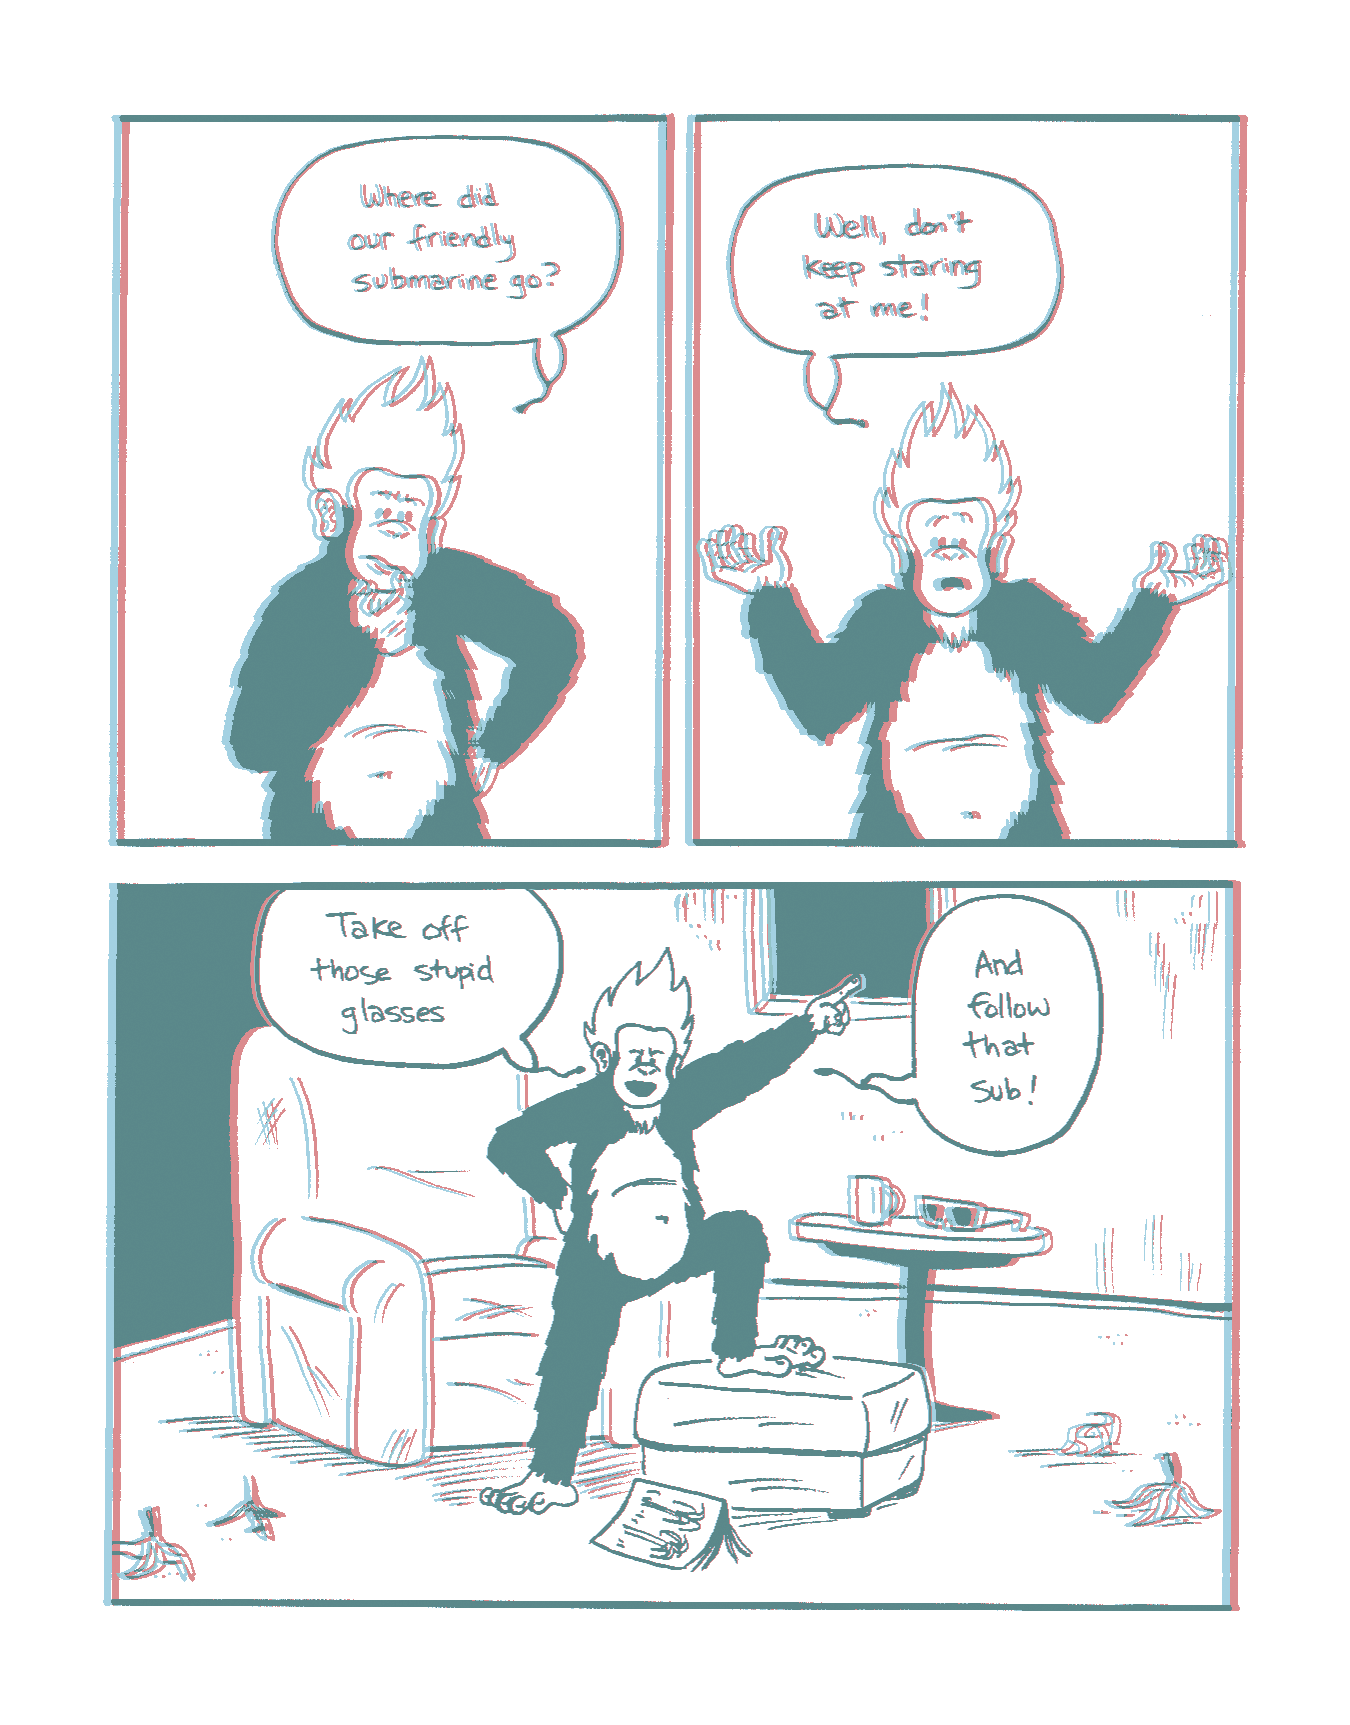 Where did
our friendly
submarine go?
Well, don't
keep staring
at me!
Take off
those stupid
glasses
And
follow
that
sub!